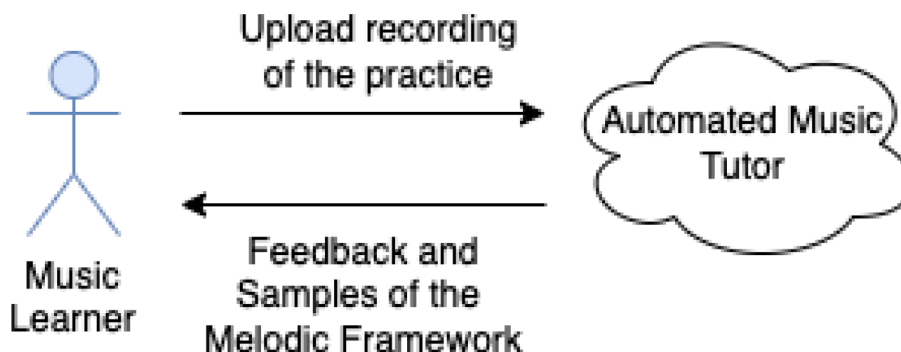 Upload recording
of the practice
Automated Music
Tutor
Feedback and
Samples of the
Melodic Framework
Music
Learner